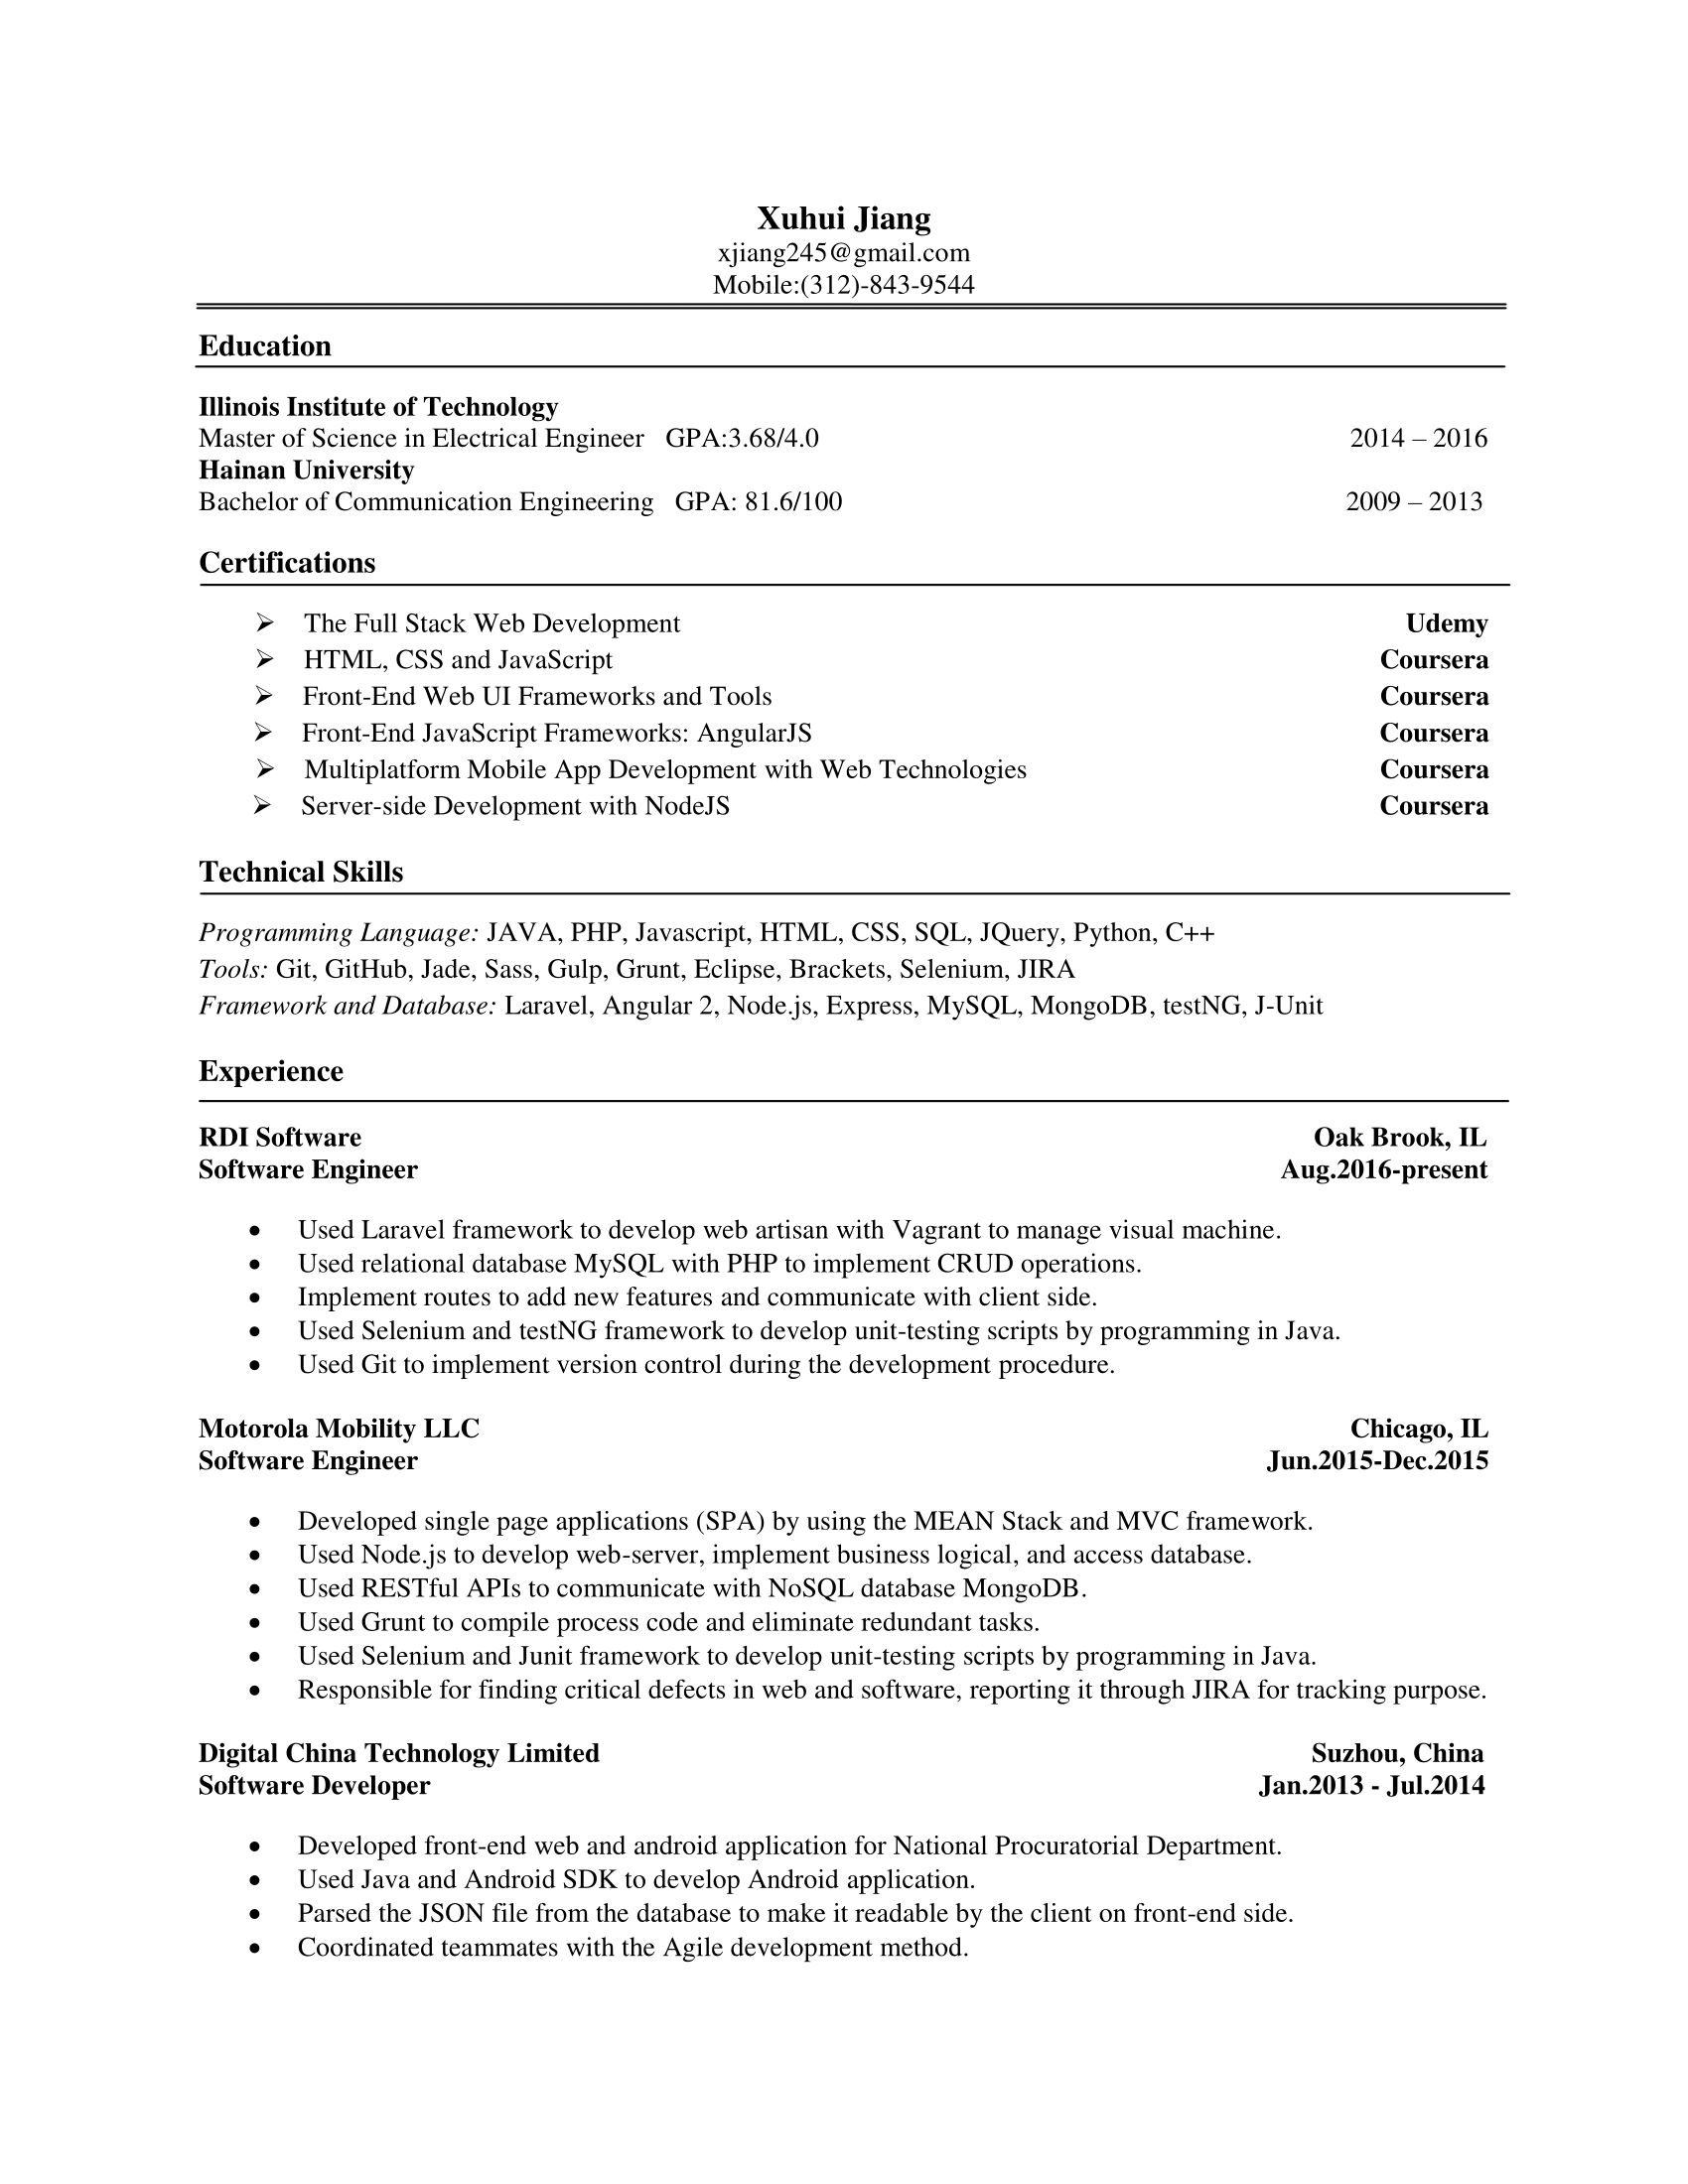 Xuhui Jiang
xjiang245@gmail.com
Mobile:(312)-843-9544
Education
Illinois Institute of Technology
Master of Science in Electrical Engineer GPA:3.68/4.0 2014 – 2016
Hainan University
Bachelor of Communication Engineering GPA: 81.6/100 2009 – 2013
Certifications
➢ The Full Stack Web Development Udemy
➢ HTML, CSS and JavaScript Coursera
➢ Front-End Web UI Frameworks and Tools Coursera
➢ Front-End JavaScript Frameworks: AngularJS Coursera
➢ Multiplatform Mobile App Development with Web Technologies Coursera
➢ Server-side Development with NodeJS Coursera
Technical Skills
Programming Language: JAVA, PHP, Javascript, HTML, CSS, SQL, JQuery, Python, C++
Tools: Git, GitHub, Jade, Sass, Gulp, Grunt, Eclipse, Brackets, Selenium, JIRA
Framework and Database: Laravel, Angular 2, Node.js, Express, MySQL, MongoDB, testNG, J-Unit
Experience
RDI Software Oak Brook, IL
Software Engineer Aug.2016-present
• Used Laravel framework to develop web artisan with Vagrant to manage visual machine.
• Used relational database MySQL with PHP to implement CRUD operations.
• Implement routes to add new features and communicate with client side.
• Used Selenium and testNG framework to develop unit-testing scripts by programming in Java.
• Used Git to implement version control during the development procedure.
Motorola Mobility LLC Chicago, IL
Software Engineer Jun.2015-Dec.2015
• Developed single page applications (SPA) by using the MEAN Stack and MVC framework.
• Used Node.js to develop web-server, implement business logical, and access database.
• Used RESTful APIs to communicate with NoSQL database MongoDB.
• Used Grunt to compile process code and eliminate redundant tasks.
• Used Selenium and Junit framework to develop unit-testing scripts by programming in Java.
• Responsible for finding critical defects in web and software, reporting it through JIRA for tracking purpose.
Digital China Technology Limited Suzhou, China
Software Developer Jan.2013 - Jul.2014
• Developed front-end web and android application for National Procuratorial Department.
• Used Java and Android SDK to develop Android application.
• Parsed the JSON file from the database to make it readable by the client on front-end side.
• Coordinated teammates with the Agile development method.